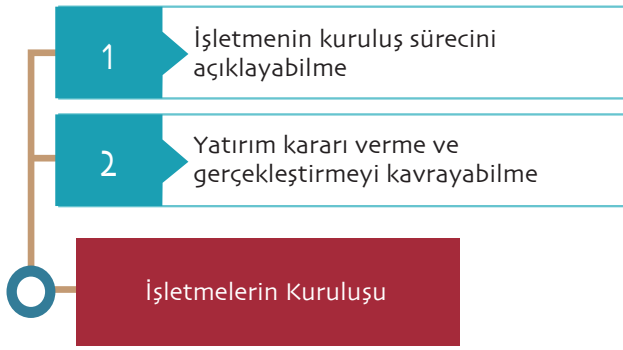 1
İşletmenin kuruluş sürecini
açıklayabilme
2
Yatırım kararı verme ve
gerçekleştirmeyi kavrayabilme
İşletmelerin Kuruluşu